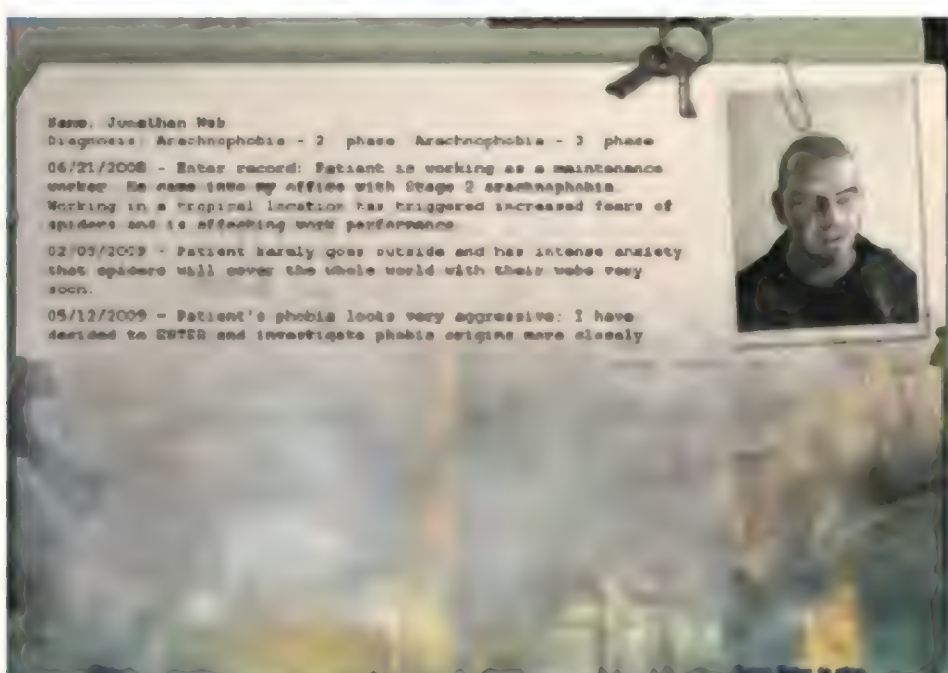 Name: Jonathan Web
Diagnosis: Arachnophobia - 2 phase Arachnophobia - 3 phase
06/21/2008 - Enter record: Patient is working as a maintenance
worker. He came into my office with Stage 2 arachnophobia.
Working in a tropical location has triggered increased fears of
spiders and is affecting work performance.
02/03/2009 - Patient barely goes outside and has intense anxiety
that spiders will cover the whole world with their webs very
soon.
05/12/2009 - Patient's phobia looks very aggressive; I have
decided to ENTER and investigate phobia origins more closely